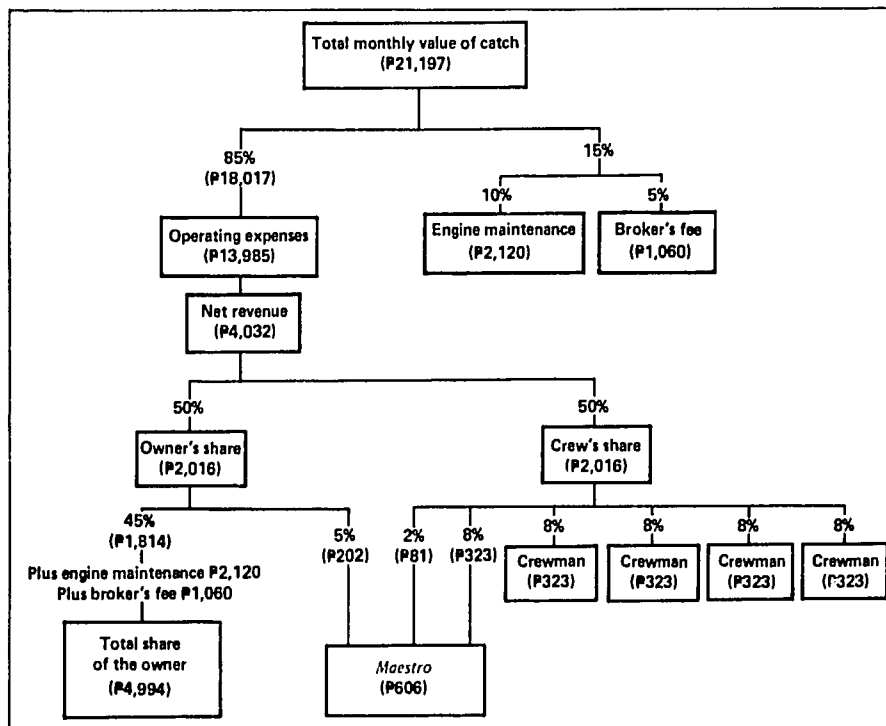 Total monthly value of catch
(₱21,197)
85%
(₱18,017)
15%
10%
5%
Operating expenses
(₱13,985)
Engine maintenance
(₱2,120)
Broker's fee
(₱1,060)
Net revenue
(₱4,032)
50%
50%
Owner's share
(₱2,016)
Crew's share
(₱2,016)
45%
(₱1,814)
5%
(₱202)
2%
(₱81)
8%
(₱323)
8%
8%
8%
8%
Crewman
(₱323)
Crewman
(₱323)
Crewman
(₱323)
Crewman
(₱323)
Plus engine maintenance ₱2,120
Plus broker's fee ₱1,060
Total share
of the owner
(₱4,994)
Maestro
(₱606)